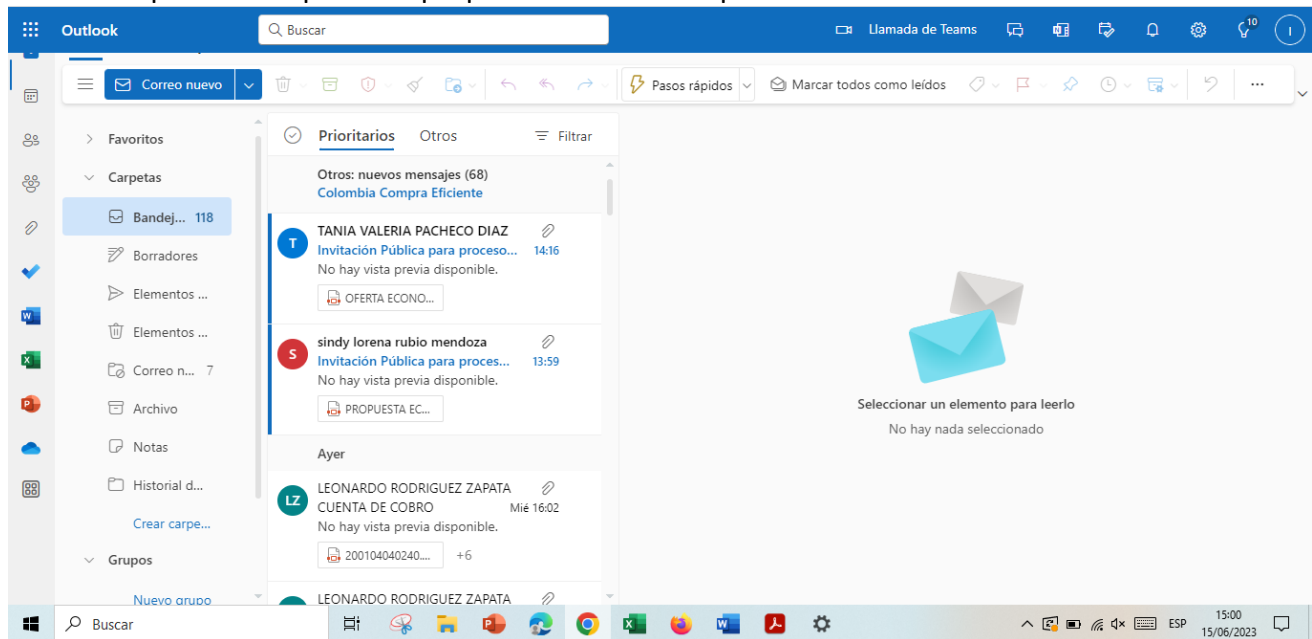 Outlook
Buscar
Llamada de Teams
10
I
Correo nuevo
Pasos rápidos
Marcar todos como leídos
Favoritos
Carpetas
Bandej... 118
Borradores
Elementos ...
Elementos ...
Correo n... 7
Archivo
Notas
Historial d...
Crear carpe...
Grupos
Nuevo grupo
Prioritarios Otros Filtrar
Otros: nuevos mensajes (68)
Colombia Compra Eficiente
T
TANIA VALERIA PACHECO DIAZ
Invitación Pública para proceso... 14:16
No hay vista previa disponible.
OFERTA ECONO...
S
sindy lorena rubio mendoza
Invitación Pública para proces... 13:59
No hay vista previa disponible.
PROPUESTA EC...
Ayer
LZ
LEONARDO RODRIGUEZ ZAPATA
CUENTA DE COBRO Mié 16:02
No hay vista previa disponible.
200104040240.... +6
LEONARDO RODRIGUEZ ZAPATA
Seleccionar un elemento para leerlo
No hay nada seleccionado
Buscar
ESP
15:00
15/06/2023